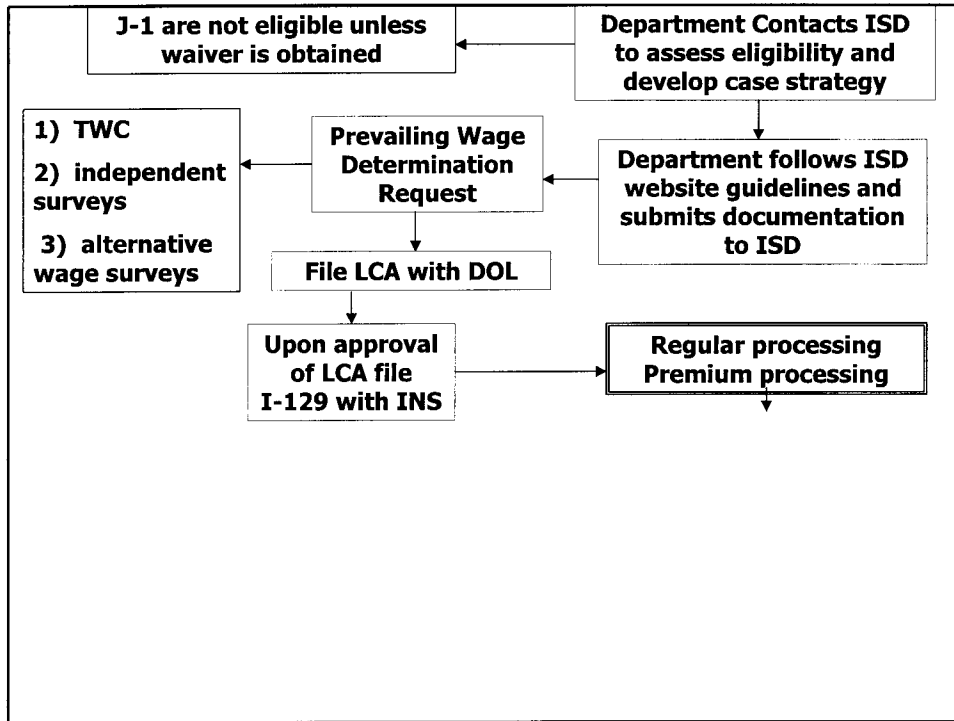 J-1 are not eligible unless
waiver is obtained
Department Contacts ISD
to assess eligibility and
develop case strategy
1) TWC
2) independent
surveys
3) alternative
wage surveys
Prevailing Wage
Determination
Request
Department follows ISD
website guidelines and
submits documentation
to ISD
File LCA with DOL
Upon approval
of LCA file
I-129 with INS
Regular processing
Premium processing